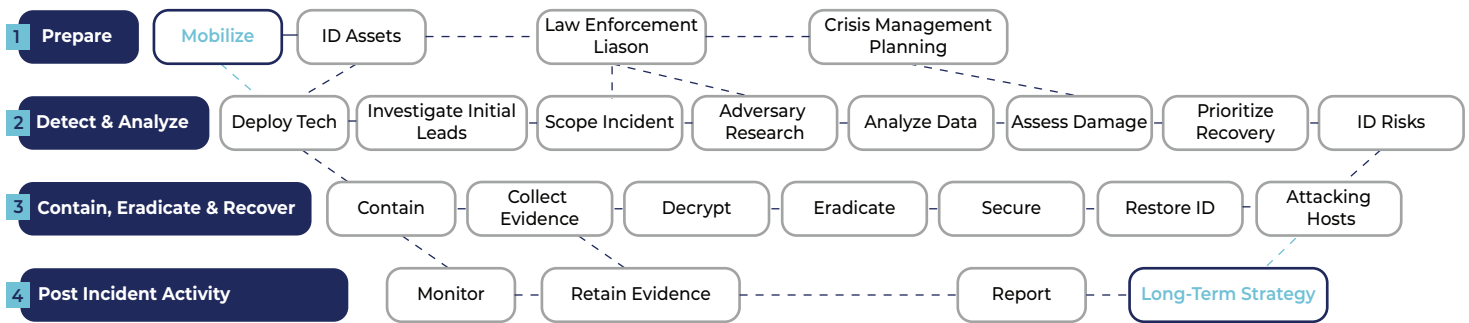 1 Prepare
Mobilize
ID Assets
Law Enforcement
Liason
Crisis Management
Planning
2 Detect & Analyze
Deploy Tech
Investigate Initial
Leads
Scope Incident
Adversary
Research
Analyze Data
Assess Damage
Prioritize
Recovery
ID Risks
3 Contain, Eradicate & Recover
Contain
Collect
Evidence
Decrypt
Eradicate
Secure
Restore ID
Attacking
Hosts
4 Post Incident Activity
Monitor
Retain Evidence
Report
Long-Term Strategy